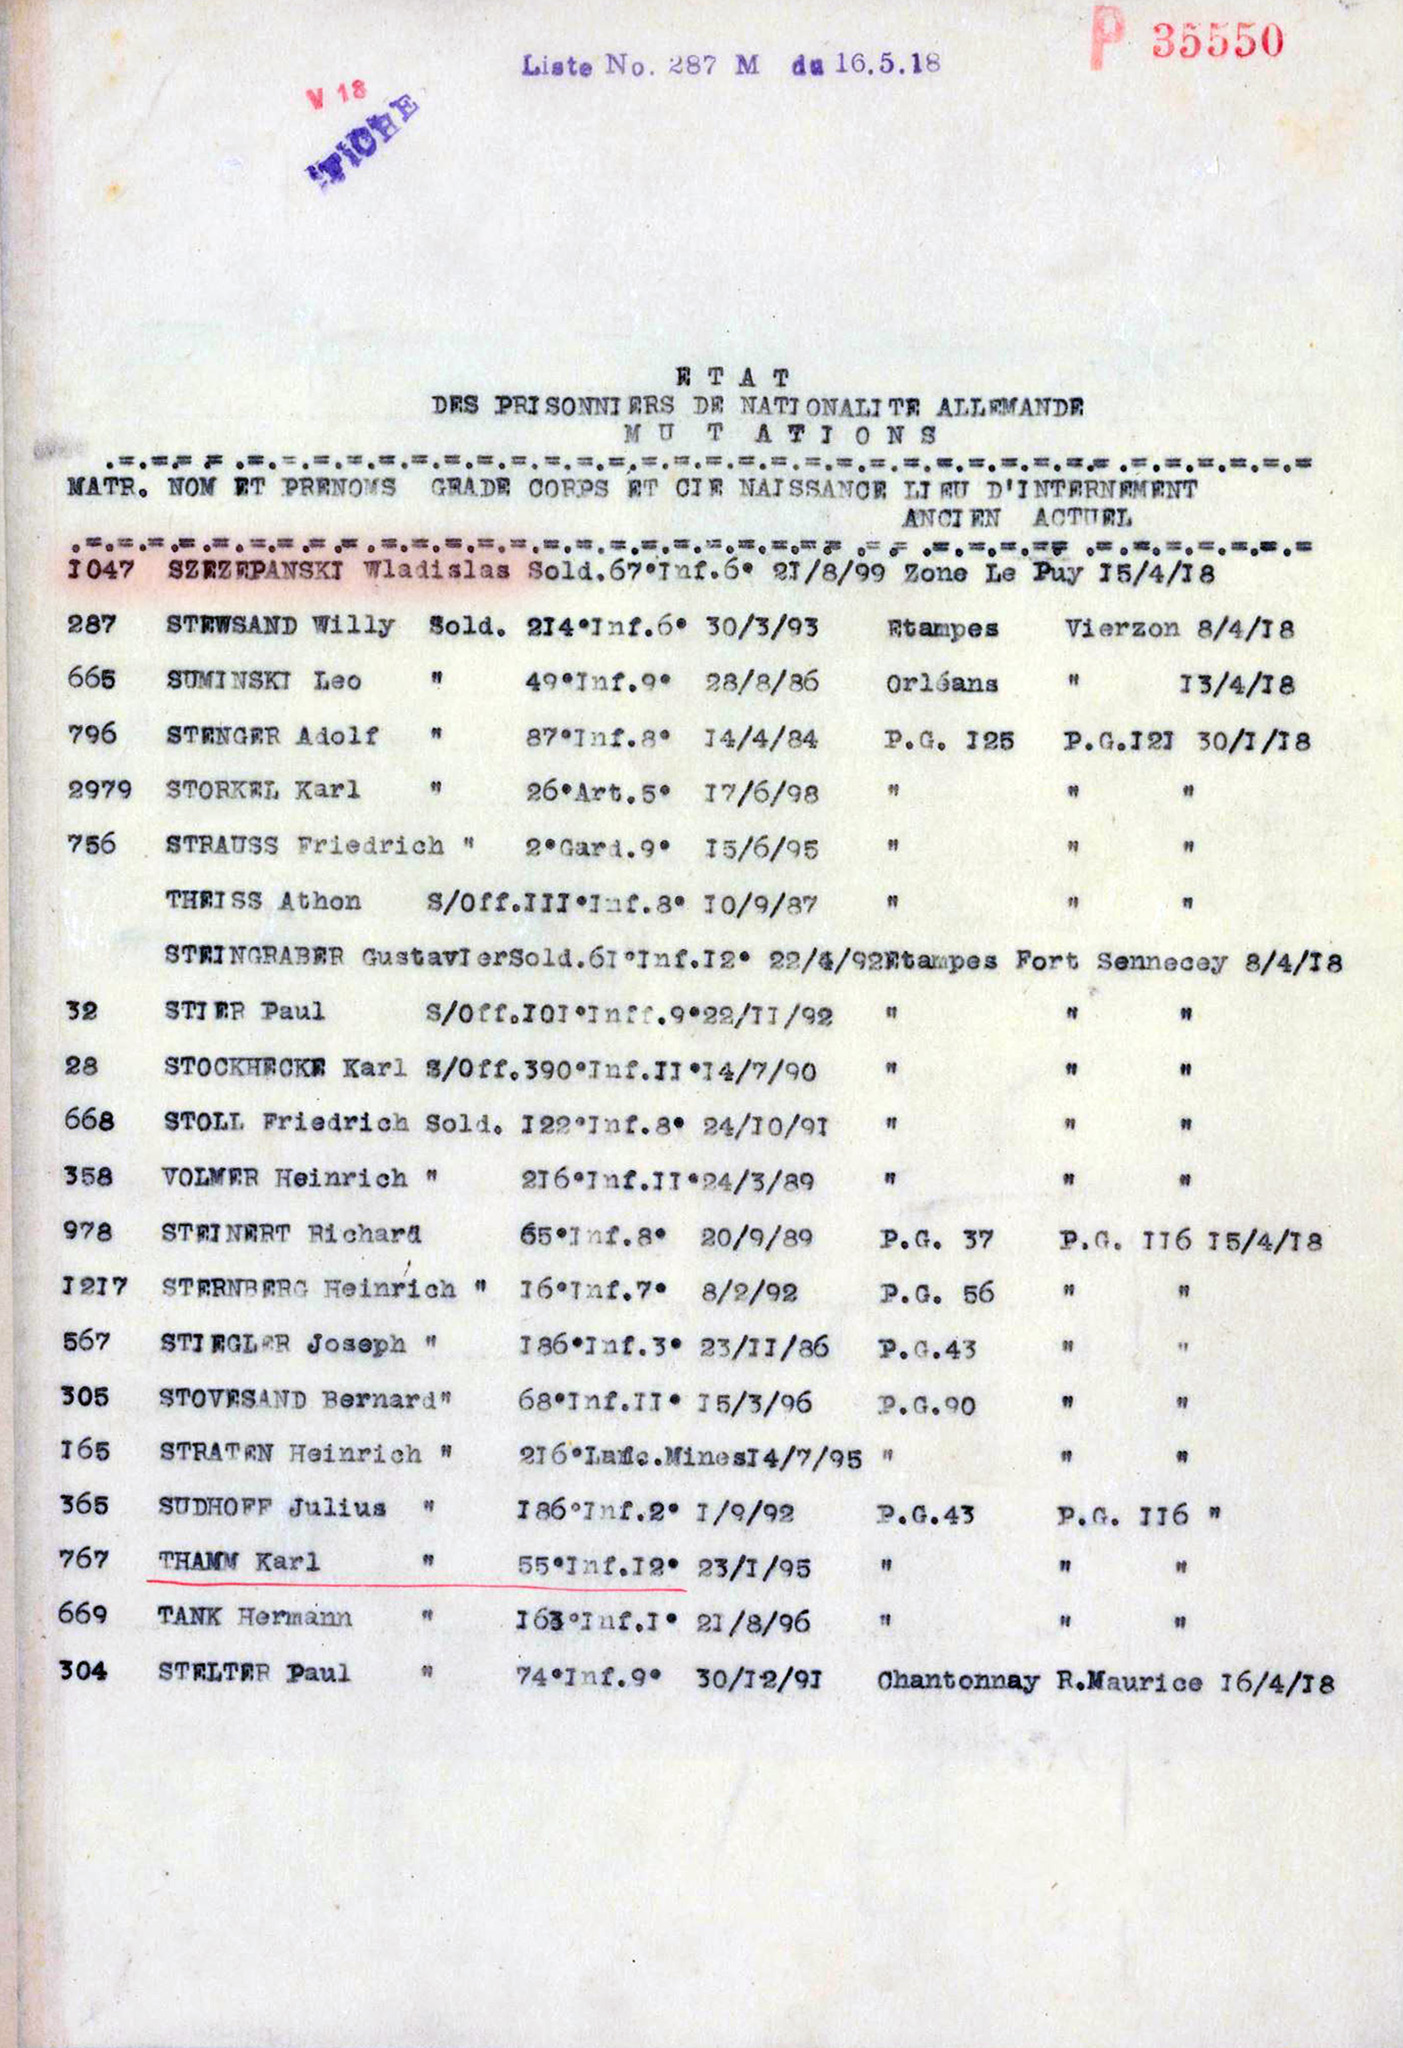 P 35550
Liste No. 287 M du 16.5.18
V 18
FICHE
E T A T
DES PRISONNIERS DE NATIONALITE ALLEMANDE
M U T A T I O N S
MATR. NOM ET PRENOMS GRADE CORPS ET CIE NAISSANCE LIEU D'INTERNEMENT
ANCIEN ACTUEL
I047 SZEZEPANSKI Wladislas Sold.67°Inf.6° 2I/8/99 Zone Le Puy I5/4/I8
287 STEWSAND Willy Sold. 2I4°Inf.6° 30/3/93 Etampes Vierzon 8/4/I8
665 SUMINSKI Leo " 49°Inf.9° 28/8/86 Orléans " I3/4/I8
796 STENGER Adolf " 87°Inf.8° I4/4/84 P.G. I25 P.G.I2I 30/I/I8
2979 STORKEL Karl " 26°Art.5° I7/6/98 " " "
756 STRAUSS Friedrich " 2°Gard.9° I5/6/95 " " "
THEISS Athon S/Off.III°Inf.8° I0/9/87 " " "
STEINGRABER GustavIerSold.6I°Inf.I2° 22/4/92Etampes Fort Sennecey 8/4/I8
32 STIER Paul S/Off.I0I°Inff.9°22/II/92 " " "
28 STOCKHECKE Karl S/Off.390°Inf.II°I4/7/90 " " "
668 STOLL Friedrich Sold. I22°Inf.8° 24/I0/9I " " "
358 VOLMER Heinrich " 2I6°Inf.II°24/3/89 " " "
978 STEINERT Richard 65°Inf.8° 20/9/89 P.G. 37 P.G. II6 I5/4/I8
I2I7 STERNBERG Heinrich " I6°Inf.7° 8/2/92 P.G. 56 " "
567 STIEGLER Joseph " I86°Inf.3° 23/II/86 P.G.43 " "
305 STOVESAND Bernard" 68°Inf.II° I5/3/96 P.G.90 " "
I65 STRATEN Heinrich " 2I6°Lanc.MinesI4/7/95 " " "
365 SUDHOFF Julius " I86°Inf.2° I/9/92 P.G.43 P.G. II6 "
767 THAMM Karl " 55°Inf.I2° 23/I/95 " " "
669 TANK Hermann " I63°Inf.I° 2I/8/96 " " "
304 STELTER Paul " 74°Inf.9° 30/I2/9I Chantonnay R.Maurice I6/4/I8